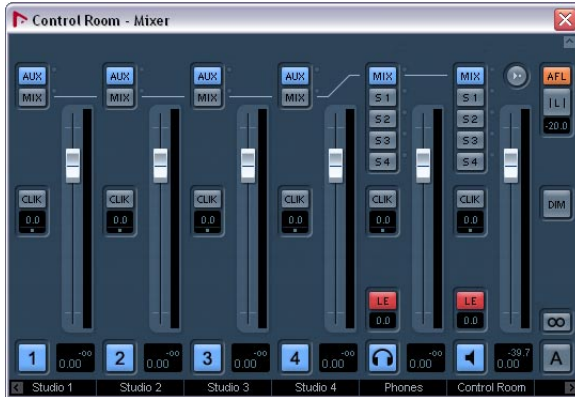 Control Room - Mixer
AUX AUX AUX AUX MIX MIX AFL
MIX MIX MIX MIX S1 S1 ILI
S2 S2 -20.0
S3 S3
S4 S4
CLIK CLIK CLIK CLIK CLIK CLIK DIM
0.0 0.0 0.0 0.0 0.0 0.0
LE LE
0.0 0.0 ∞
1 0.00 -∞ 2 0.00 -∞ 3 0.00 -∞ 4 0.00 -∞ 0.00 -∞ 0.00 -39.7 A
Studio 1 Studio 2 Studio 3 Studio 4 Phones Control Room